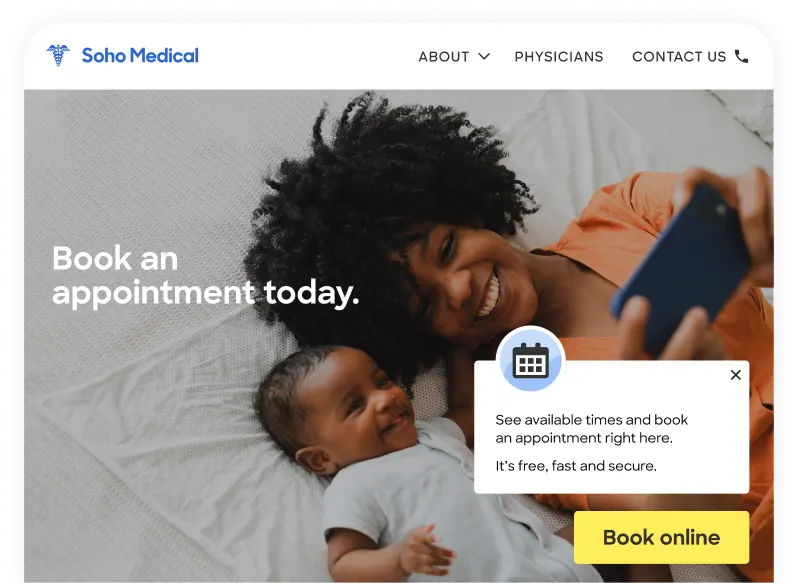 Soho Medical
ABOUT
PHYSICIANS
CONTACT US
Book an
appointment today.
See available times and book
an appointment right here.
It's free, fast and secure.
Book online